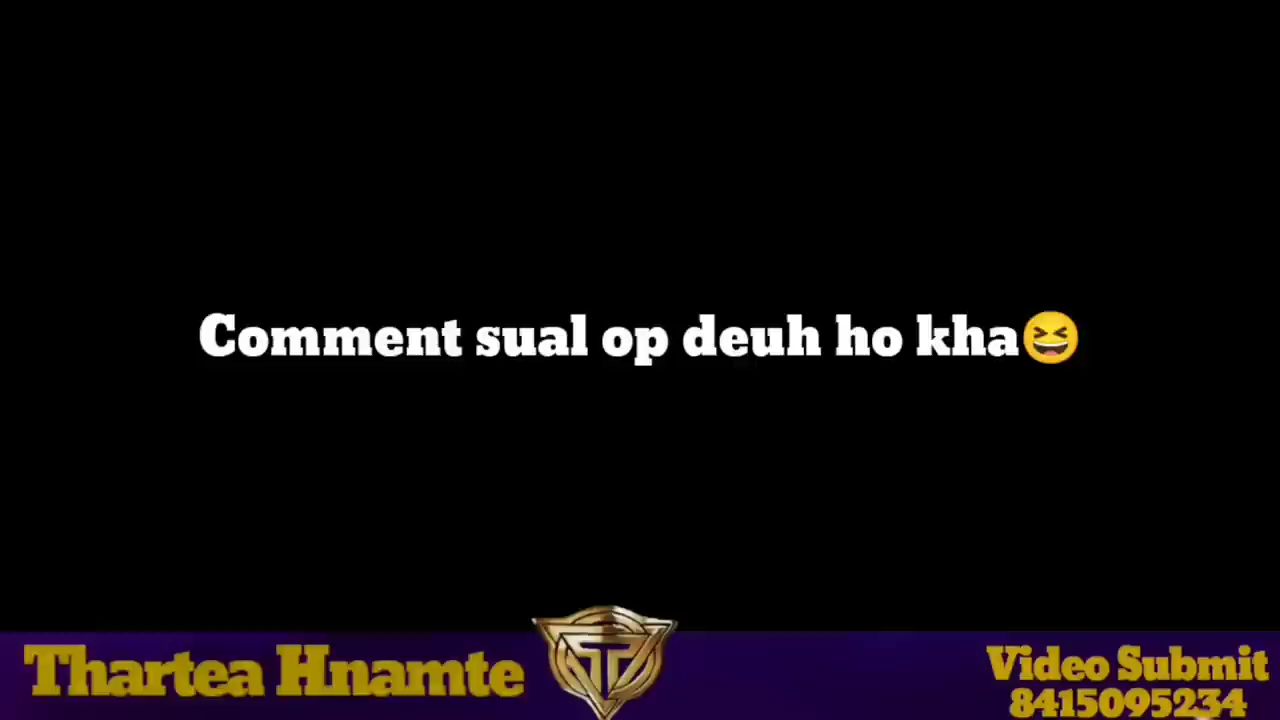 Comment sual op deuh ho kha😆
Thartea Hnamte
Video Submit
8415095234